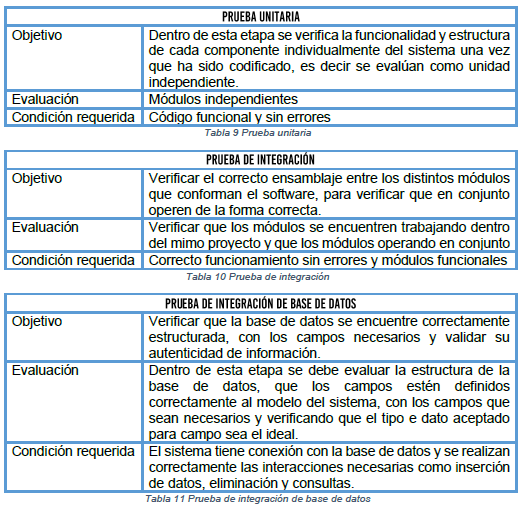 PRUEBA UNITARIA
Objetivo
Dentro de esta etapa se verifica la funcionalidad y estructura
de cada componente individualmente del sistema una vez
que ha sido codificado, es decir se evalúan como unidad
independiente.
Evaluación
Módulos independientes
Condición requerida
Código funcional y sin errores
Tabla 9 Prueba unitaria
PRUEBA DE INTEGRACIÓN
Objetivo
Verificar el correcto ensamblaje entre los distintos módulos
que conforman el software, para verificar que en conjunto
operen de la forma correcta.
Evaluación
Verificar que los módulos se encuentren trabajando dentro
del mimo proyecto y que los módulos operando en conjunto
Condición requerida
Correcto funcionamiento sin errores y módulos funcionales
Tabla 10 Prueba de integración
PRUEBA DE INTEGRACIÓN DE BASE DE DATOS
Objetivo
Verificar que la base de datos se encuentre correctamente
estructurada, con los campos necesarios y validar su
autenticidad de información.
Evaluación
Dentro de esta etapa se debe evaluar la estructura de la
base de datos, que los campos estén definidos
correctamente al modelo del sistema, con los campos que
sean necesarios y verificando que el tipo e dato aceptado
para campo sea el ideal.
Condición requerida
El sistema tiene conexión con la base de datos y se realizan
correctamente las interacciones necesarias como inserción
de datos, eliminación y consultas.
Tabla 11 Prueba de integración de base de datos